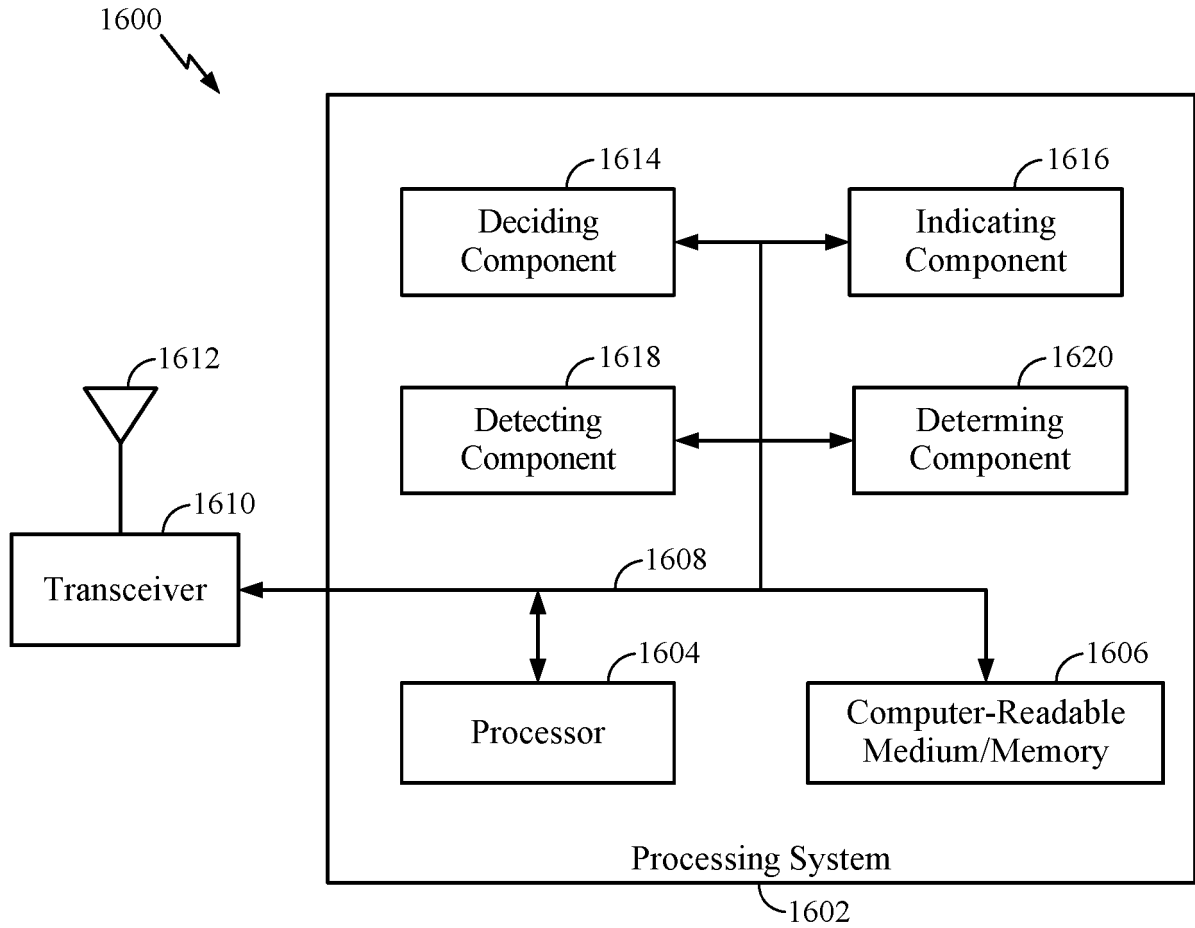 1600
1614
1616
Deciding
Component
Indicating
Component
1612
1618
1620
Detecting
Component
Determing
Component
1610
Transceiver
1608
1604
1606
Processor
Computer-Readable
Medium/Memory
Processing System
1602